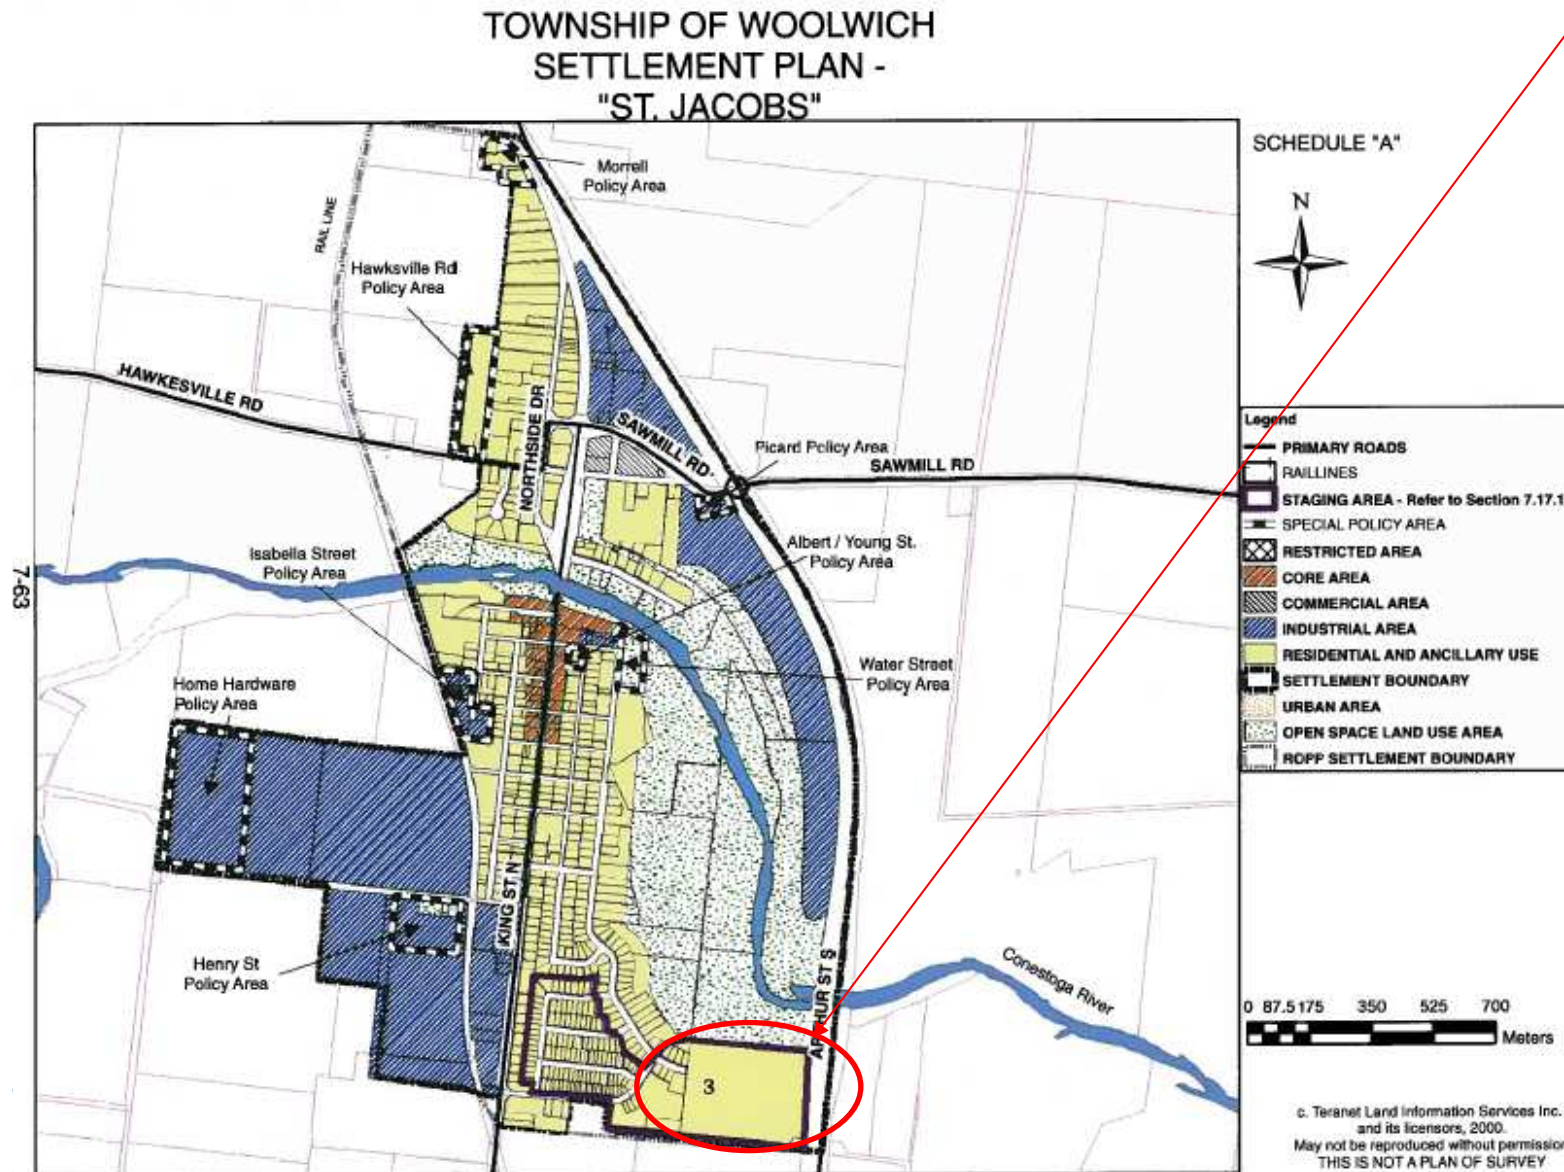 TOWNSHIP OF WOOLWICH
SETTLEMENT PLAN -
"ST. JACOBS"
SCHEDULE "A"
N
Morrell
Policy Area
RAIL LINE
Hawksville Rd
Policy Area
HAWKESVILLE RD
NORTHSIDE DR
SAWMILL RD
Picard Policy Area
SAWMILL RD
Isabella Street
Policy Area
Albert / Young St.
Policy Area
7-63
Water Street
Policy Area
Home Hardware
Policy Area
KING ST N
Henry St
Policy Area
ARTHUR ST S
Conestoga River
3
Legend
PRIMARY ROADS
RAILLINES
STAGING AREA - Refer to Section 7.17.1
SPECIAL POLICY AREA
RESTRICTED AREA
CORE AREA
COMMERCIAL AREA
INDUSTRIAL AREA
RESIDENTIAL AND ANCILLARY USE
SETTLEMENT BOUNDARY
URBAN AREA
OPEN SPACE LAND USE AREA
ROPP SETTLEMENT BOUNDARY
0 87.5 175 350 525 700
Meters
c. Teranet Land Information Services Inc.
and its licensors, 2000.
May not be reproduced without permission
THIS IS NOT A PLAN OF SURVEY